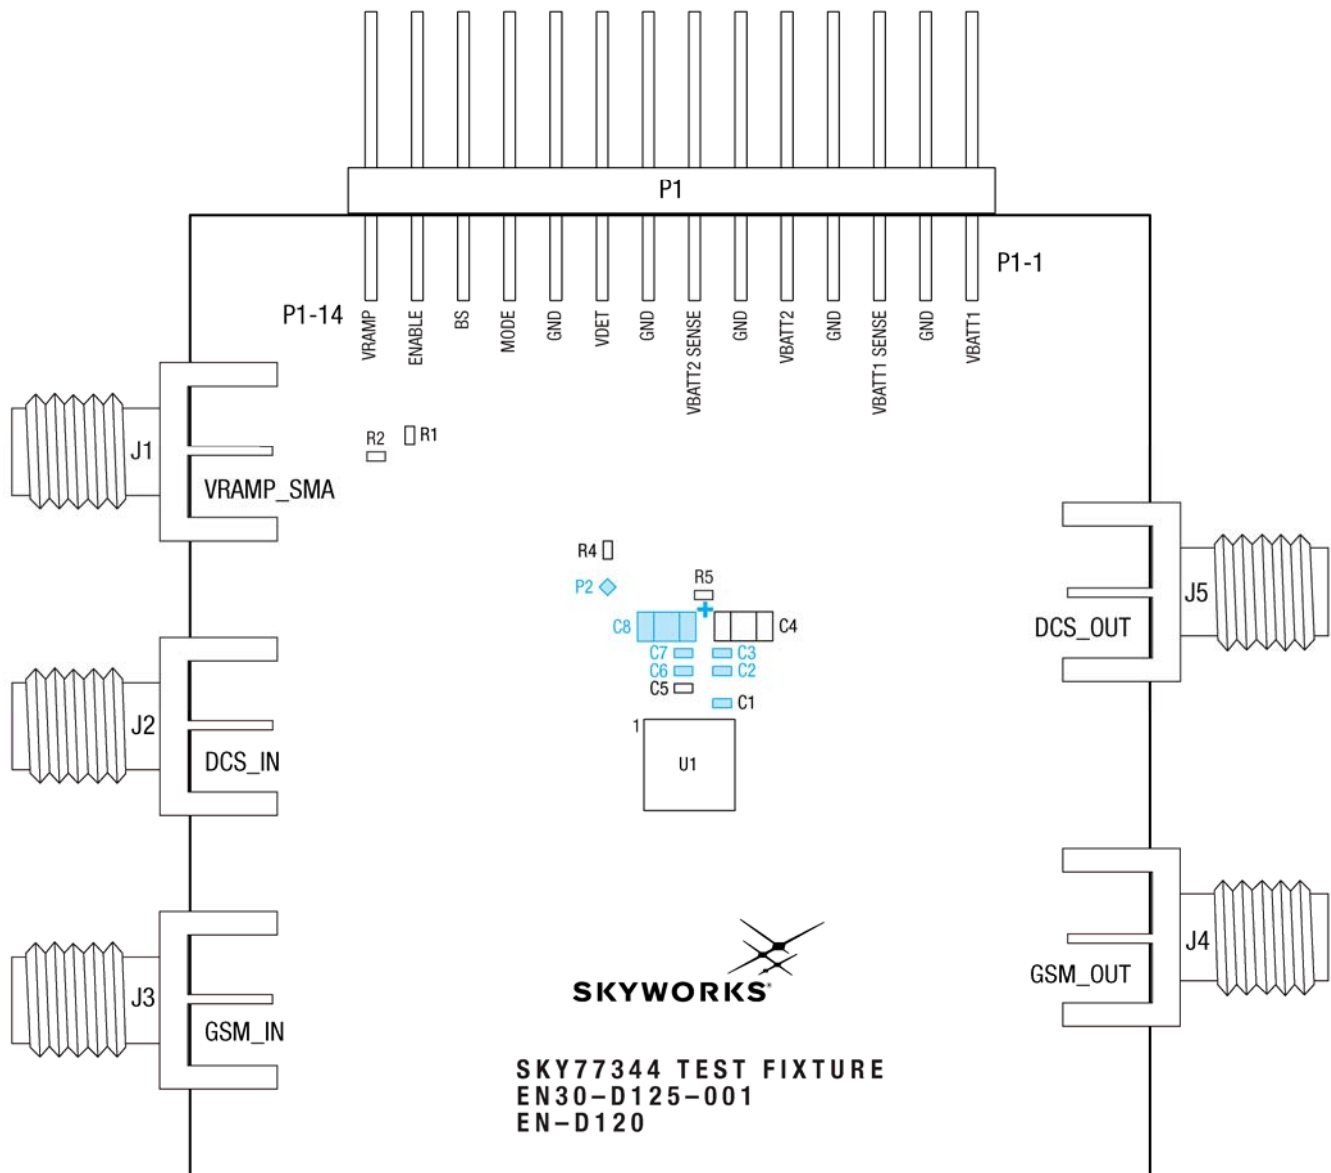 P1
P1-1
P1-14
VRAMP
ENABLE
BS
MODE
GND
VDET
GND
VBATT2 SENSE
GND
VBATT2
GND
VBATT1 SENSE
GND
VBATT1
J1
R2
R1
VRAMP_SMA
R4
P2
R5
J5
DCS_OUT
C8
C4
C7
C3
C6
C2
C5
C1
1
U1
J2
DCS_IN
J4
GSM_OUT
J3
GSM_IN
SKYWORKS®
SKY77344 TEST FIXTURE
EN30-D125-001
EN-D120